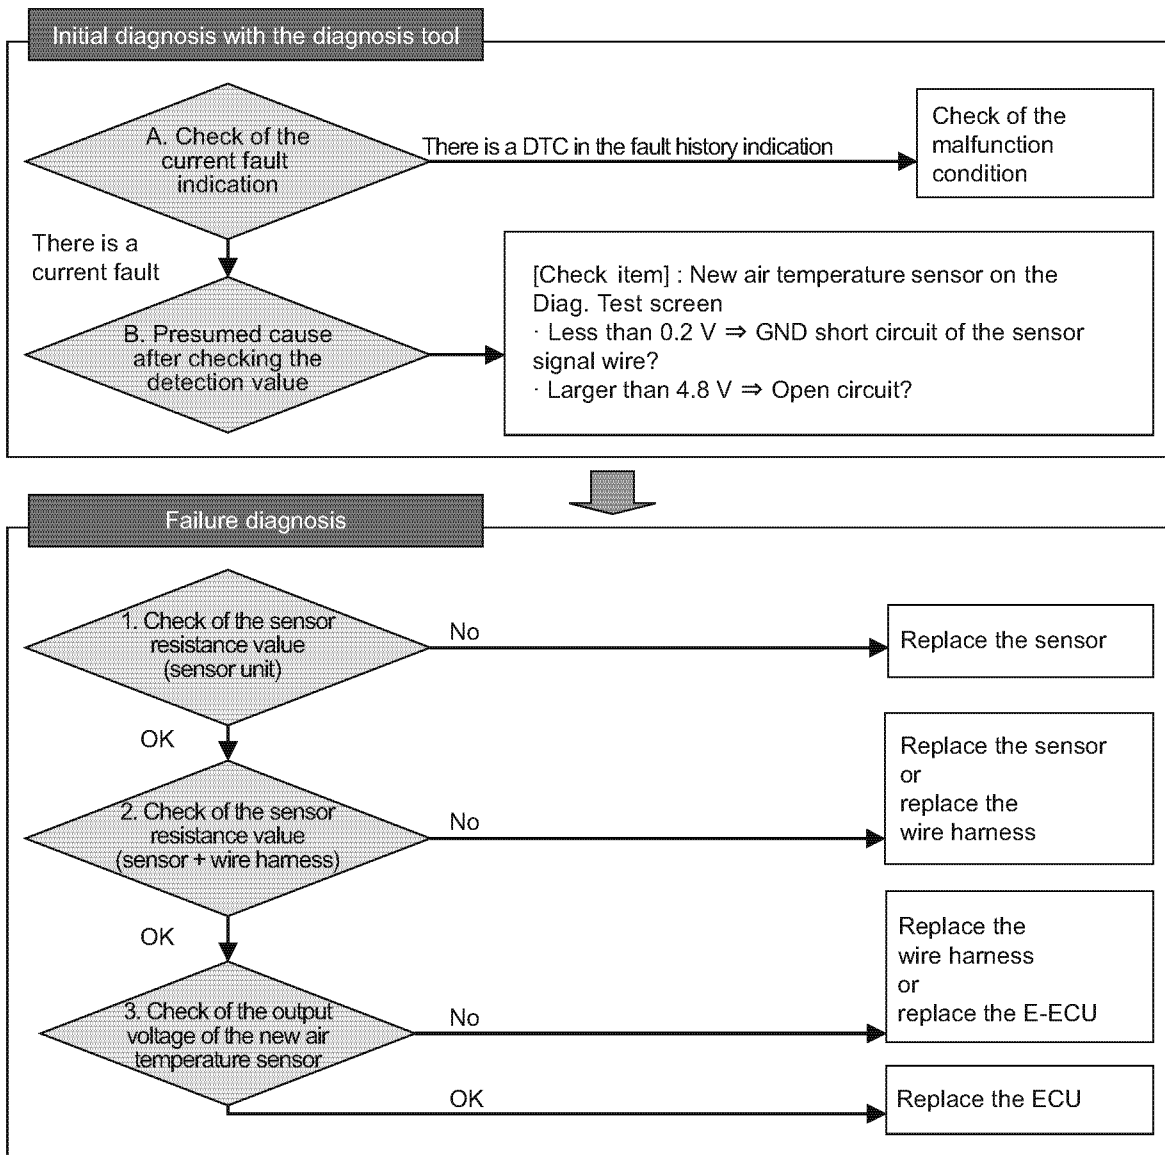 Initial diagnosis with the diagnosis tool
A. Check of the
current fault
indication
There is a DTC in the fault history indication
Check of the
malfunction
condition
There is a
current fault
B. Presumed cause
after checking the
detection value
[Check item] : New air temperature sensor on the
Diag. Test screen
· Less than 0.2 V ⇒ GND short circuit of the sensor
signal wire?
· Larger than 4.8 V ⇒ Open circuit?
Failure diagnosis
1. Check of the sensor
resistance value
(sensor unit)
No
Replace the sensor
OK
2. Check of the sensor
resistance value
(sensor + wire harness)
No
Replace the sensor
or
replace the
wire harness
OK
3. Check of the output
voltage of the new air
temperature sensor
No
Replace the
wire harness
or
replace the E-ECU
OK
Replace the ECU